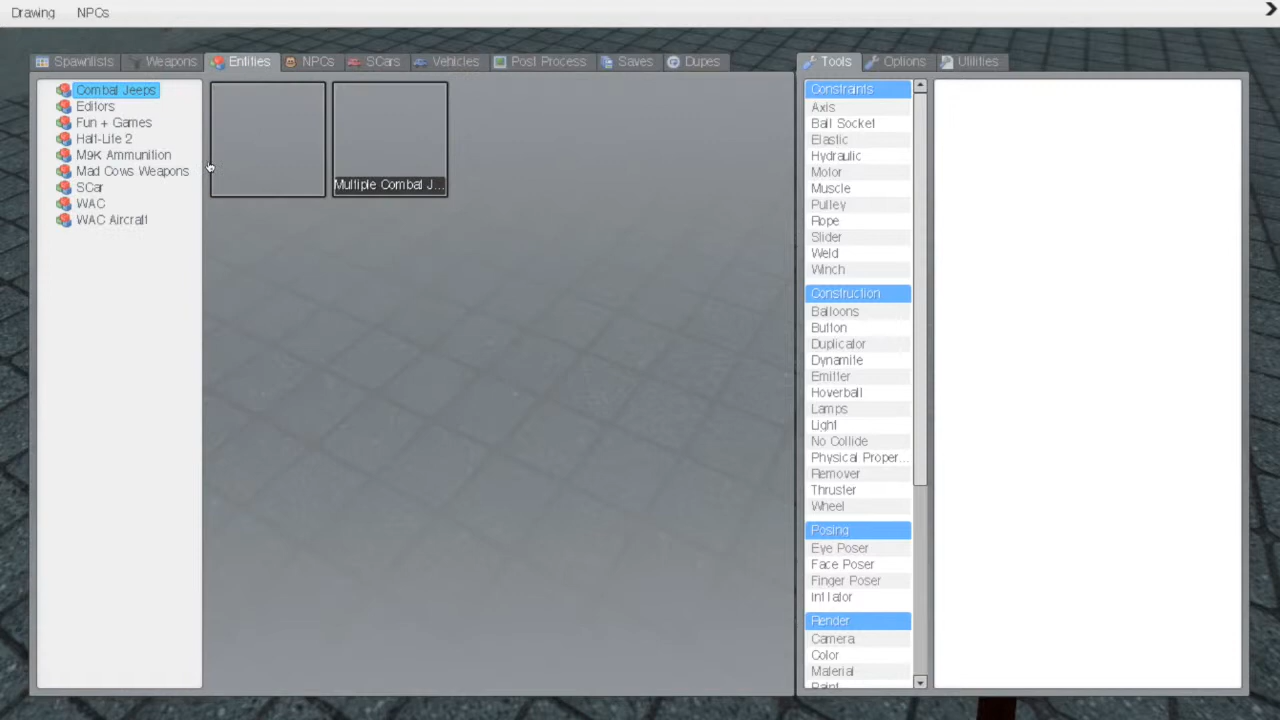 Drawing NPCs
Spawnlists Weapons Entities NPCs SCars Vehicles Post Process Saves Dupes
Tools Options Utilities
Combat Jeeps
Editors
Fun + Games
Half-Life 2
M9K Ammunition
Mad Cows Weapons
SCar
WAC
WAC Aircraft
Multiple Combat J...
Constraints
Axis
Ball Socket
Elastic
Hydraulic
Motor
Muscle
Pulley
Rope
Slider
Weld
Winch
Construction
Balloons
Button
Duplicator
Dynamite
Emitter
Hoverball
Lamps
Light
No Collide
Physical Proper...
Remover
Thruster
Wheel
Posing
Eye Poser
Face Poser
Finger Poser
Inflator
Render
Camera
Color
Material
Paint